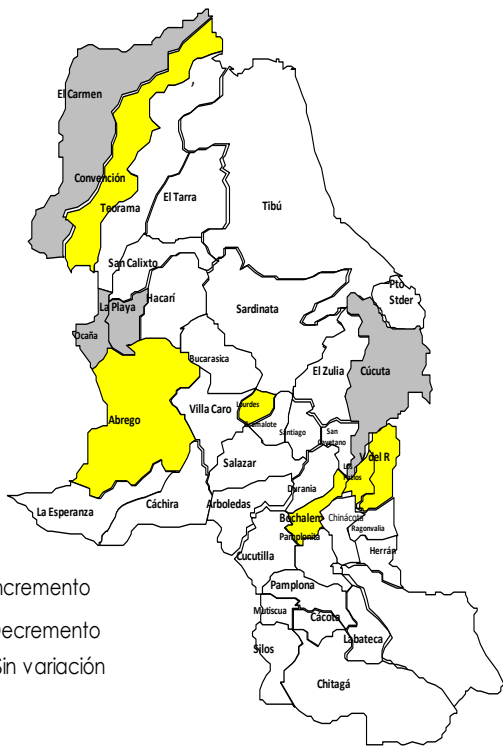 El Carmen
Convención
Teorama
El Tarra
Tibú
San Calixto
Pto
Stder
La Playa
Hacarí
Sardinata
Ocaña
Bucarasica
El Zulia
Cúcuta
Lourdes
Villa Caro
Abrego
Gramalote
Santiago
San
Cayetano
V del R
Salazar
Los
Patios
Durania
La Esperanza
Cáchira
Arboledas
Bochalema
Chinácota
Ragonvalia
Pamplonita
Herrán
Cucutilla
Pamplona
ncremento
Mutiscua
Cácota
ecremento
Labateca
Silos
Sin variación
Chitagá